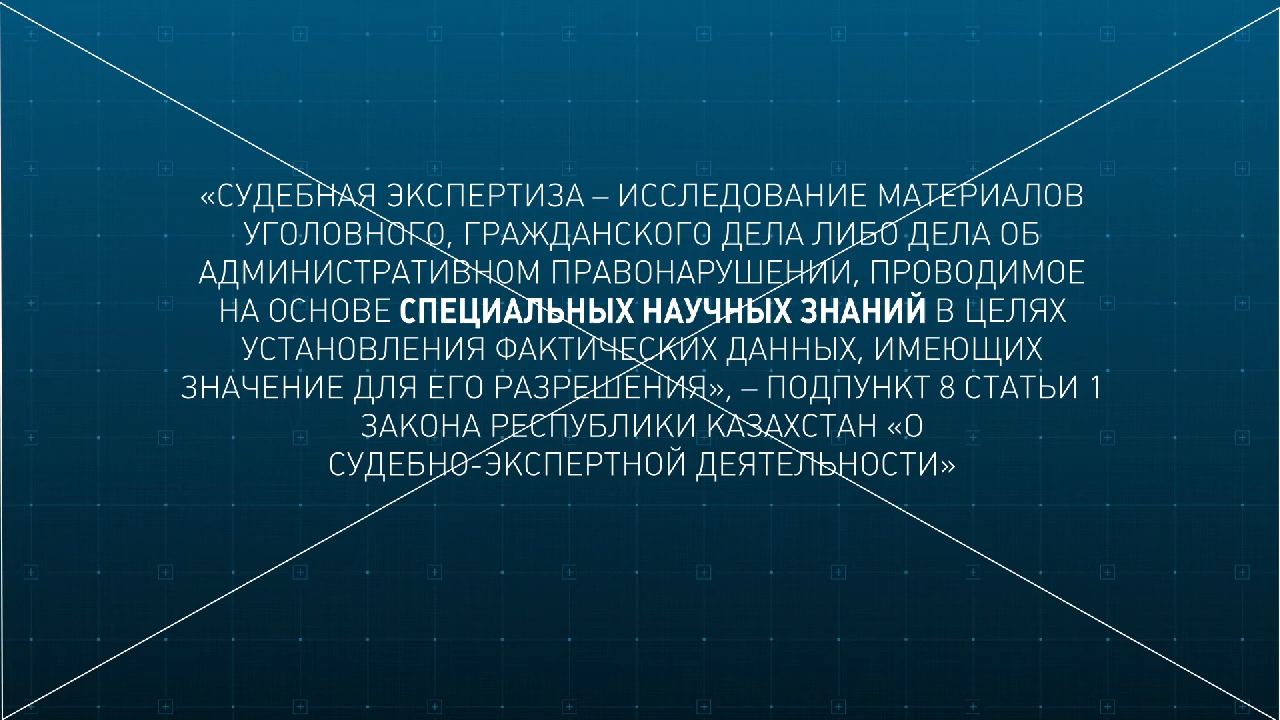 «СУДЕБНАЯ ЭКСПЕРТИЗА – ИССЛЕДОВАНИЕ МАТЕРИАЛОВ
УГОЛОВНОГО, ГРАЖДАНСКОГО ДЕЛА ЛИБО ДЕЛА ОБ
АДМИНИСТРАТИВНОМ ПРАВОНАРУШЕНИИ, ПРОВОДИМОЕ
НА ОСНОВЕ СПЕЦИАЛЬНЫХ НАУЧНЫХ ЗНАНИЙ В ЦЕЛЯХ
УСТАНОВЛЕНИЯ ФАКТИЧЕСКИХ ДАННЫХ, ИМЕЮЩИХ
ЗНАЧЕНИЕ ДЛЯ ЕГО РАЗРЕШЕНИЯ», – ПОДПУНКТ 8 СТАТЬИ 1
ЗАКОНА РЕСПУБЛИКИ КАЗАХСТАН «О
СУДЕБНО-ЭКСПЕРТНОЙ ДЕЯТЕЛЬНОСТИ»